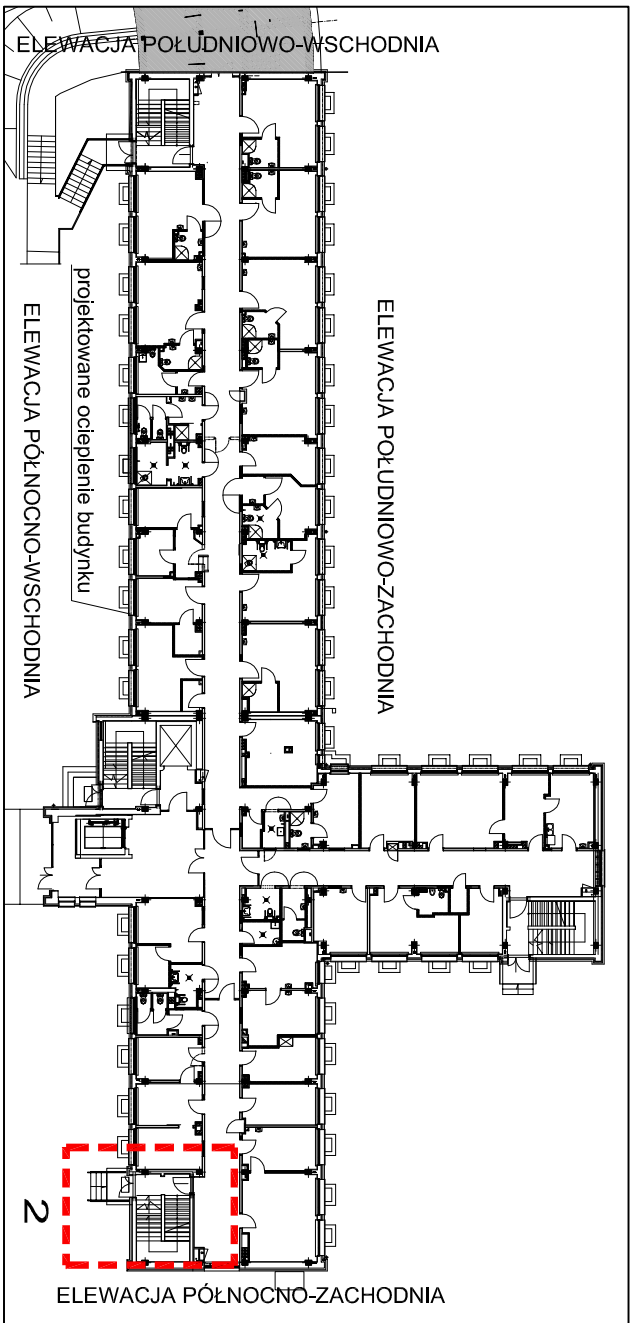 ELEWACJA POŁUDNIOWO-WSCHODNIA
projektowane ocieplenie budynku
ELEWACJA PÓŁNOCNO-WSCHODNIA
ELEWACJA POŁUDNIOWO-ZACHODNIA
2
ELEWACJA PÓŁNOCNO-ZACHODNIA